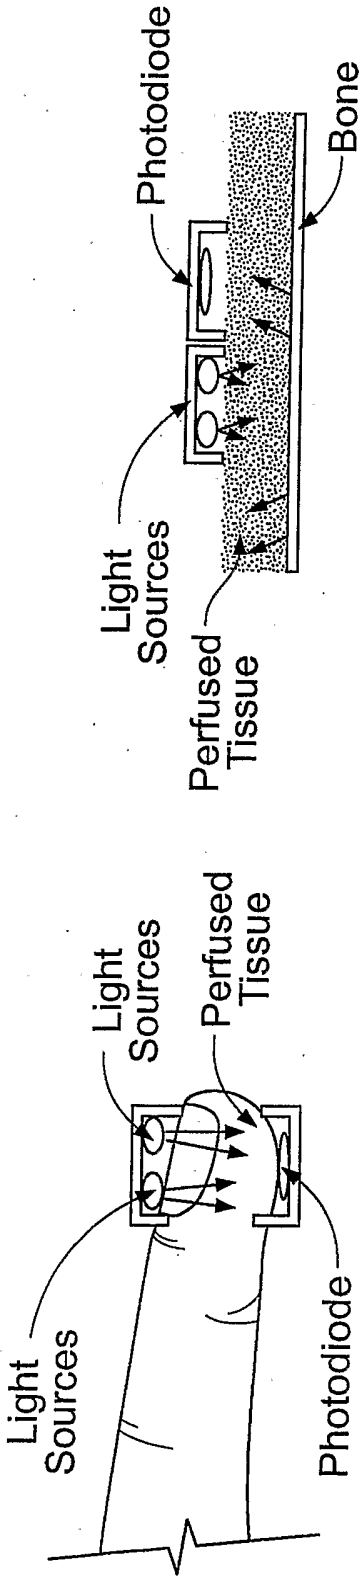 Light
Sources
Light
Sources
Perfused
Tissue
Photodiode
Light
Sources
Perfused
Tissue
Photodiode
Bone